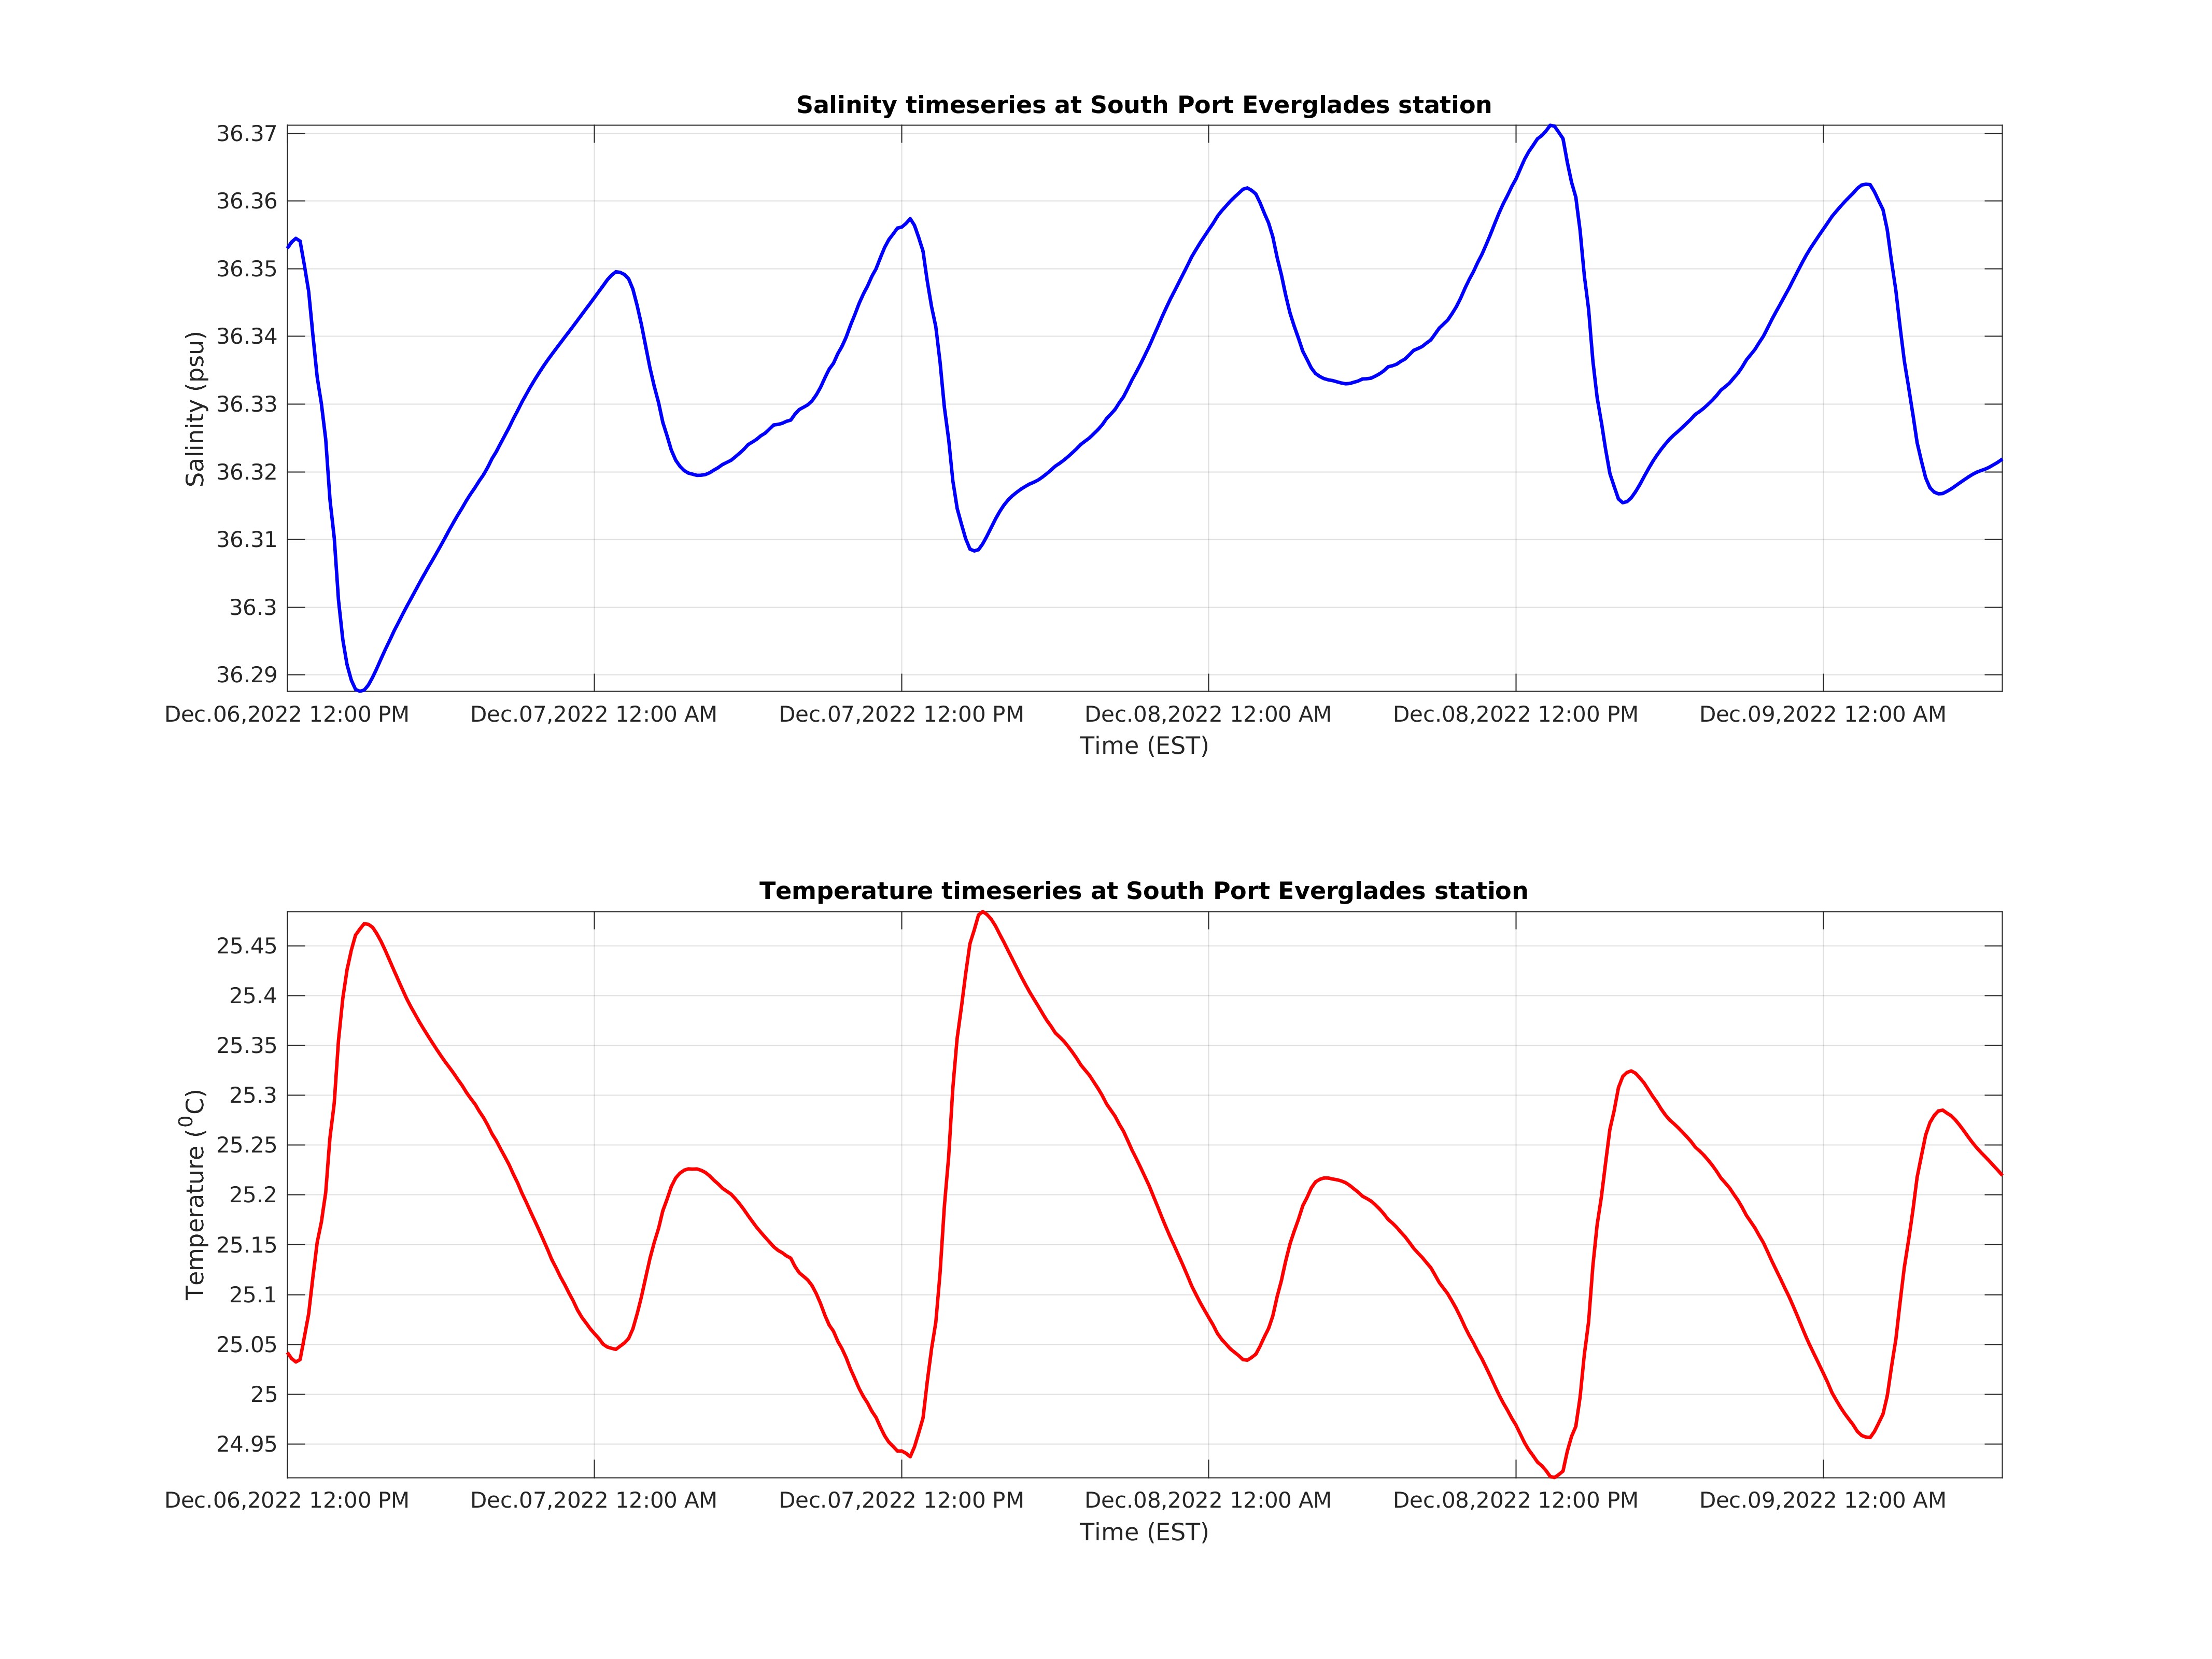 Salinity timeseries at South Port Everglades station
36.37
36.36
36.35
36.34
36.33
36.32
36.31
36.3
36.29
Salinity (psu)
Dec.06,2022 12:00 PM Dec.07,2022 12:00 AM Dec.07,2022 12:00 PM Dec.08,2022 12:00 AM Dec.08,2022 12:00 PM Dec.09,2022 12:00 AM
Time (EST)
Temperature timeseries at South Port Everglades station
25.45
25.4
25.35
25.3
25.25
25.2
25.15
25.1
25.05
25
24.95
Temperature (⁰C)
Dec.06,2022 12:00 PM Dec.07,2022 12:00 AM Dec.07,2022 12:00 PM Dec.08,2022 12:00 AM Dec.08,2022 12:00 PM Dec.09,2022 12:00 AM
Time (EST)